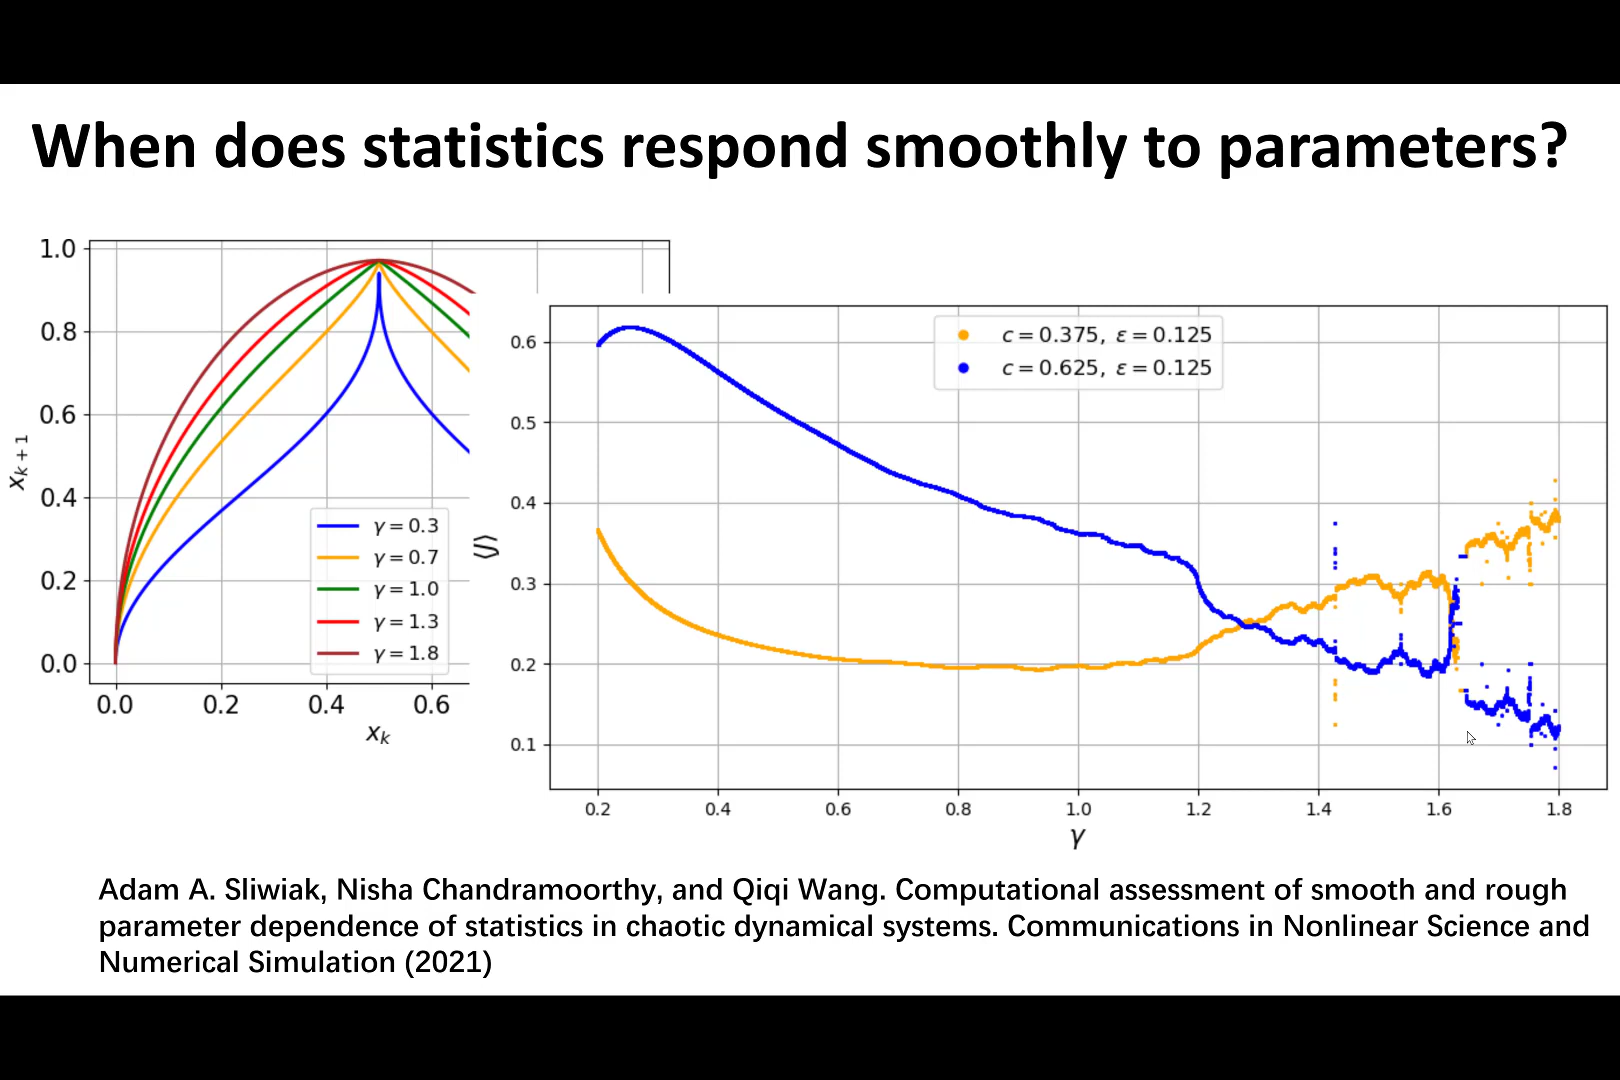 When does statistics respond smoothly to parameters?
1.0
0.8
0.6
0.4
0.2
0.0
x_{k+1}
γ = 0.3
γ = 0.7
γ = 1.0
γ = 1.3
γ = 1.8
0.0 0.2 0.4 0.6
x_k
c = 0.375, ε = 0.125
c = 0.625, ε = 0.125
0.6
0.5
0.4
0.3
0.2
0.1
⟨J⟩
0.2 0.4 0.6 0.8 1.0 1.2 1.4 1.6 1.8
γ
Adam A. Sliwiak, Nisha Chandramoorthy, and Qiqi Wang. Computational assessment of smooth and rough
parameter dependence of statistics in chaotic dynamical systems. Communications in Nonlinear Science and
Numerical Simulation (2021)